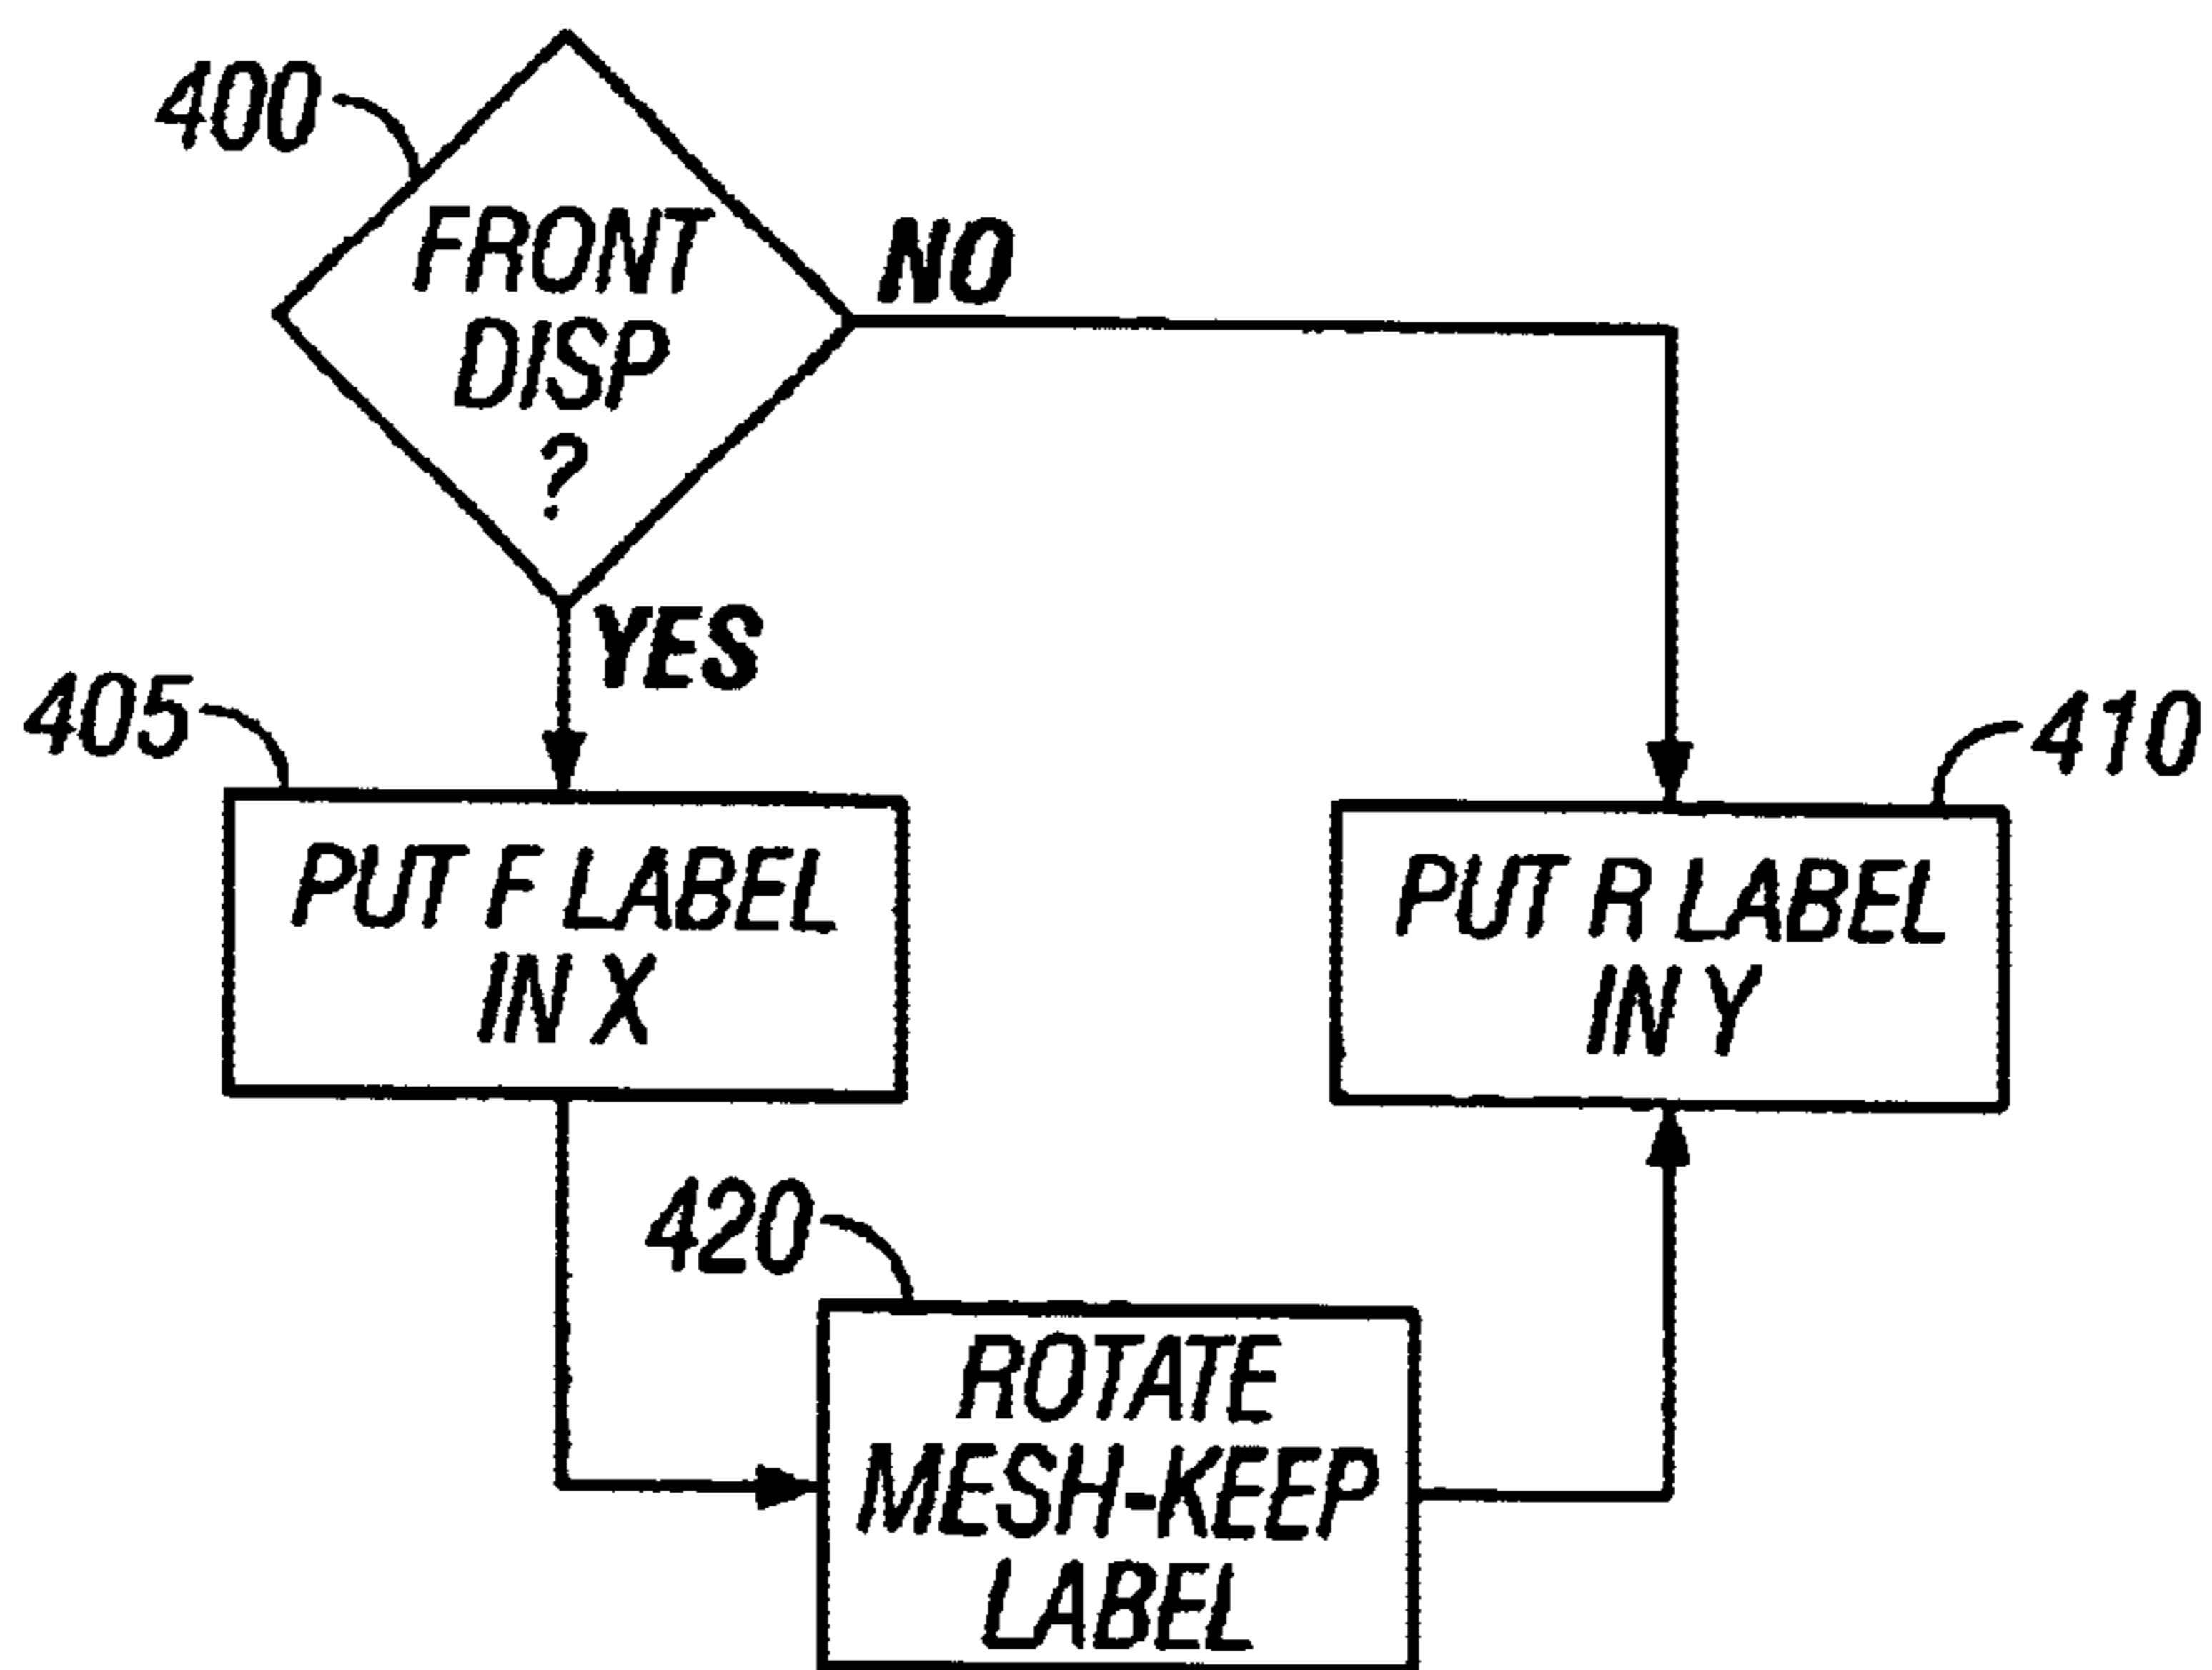 400
FRONT
DISP
?
NO
YES
405
PUT F LABEL
IN X
410
PUT R LABEL
IN Y
420
ROTATE
MESH-KEEP
LABEL